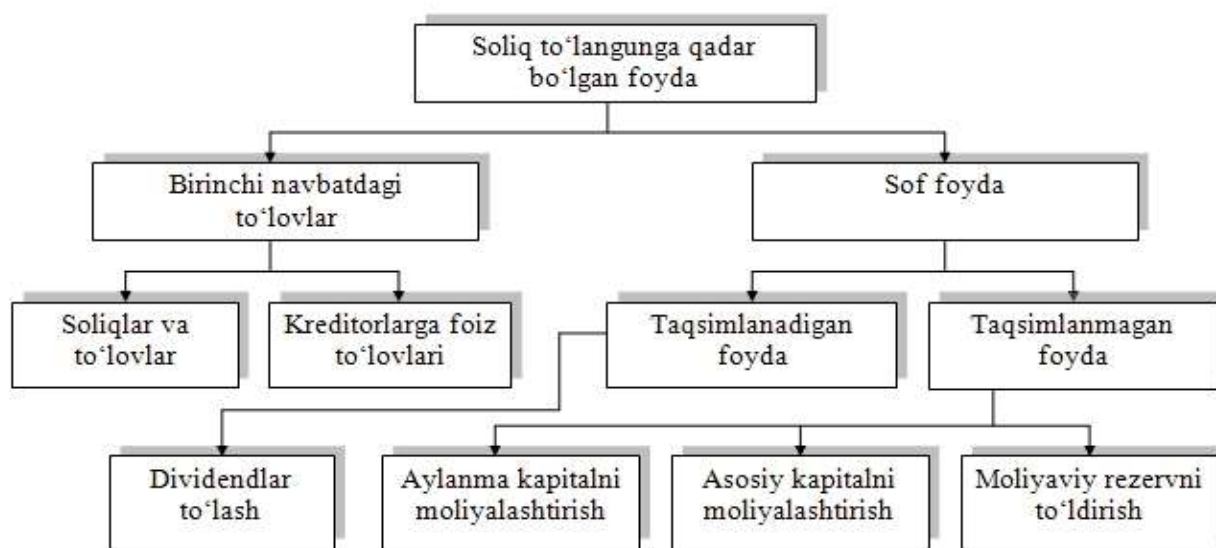 Soliq to‘langunga qadar
bo‘lgan foyda
Birinchi navbatdagi
to‘lovlar
Sof foyda
Soliqlar va
to‘lovlar
Kreditorlarga foiz
to‘lovlari
Taqsimlanadigan
foyda
Taqsimlanmagan
foyda
Dividendlar
to‘lash
Aylanma kapitalni
moliyalashtirish
Asosiy kapitalni
moliyalashtirish
Moliyaviy rezervni
to‘ldirish